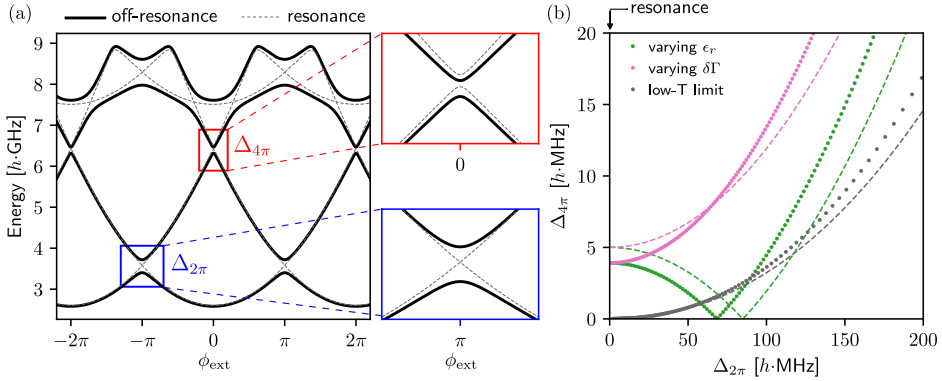 (a)
off-resonance
resonance
Energy [h·GHz]
9
8
7
6
5
4
3
Δ4π
Δ2π
−2π
−π
0
π
2π
ϕext
0
ϕext
π
ϕext
(b)
resonance
varying ϵr
varying δΓ
low-T limit
Δ4π [h·MHz]
20
15
10
5
0
0
50
100
150
200
Δ2π [h·MHz]